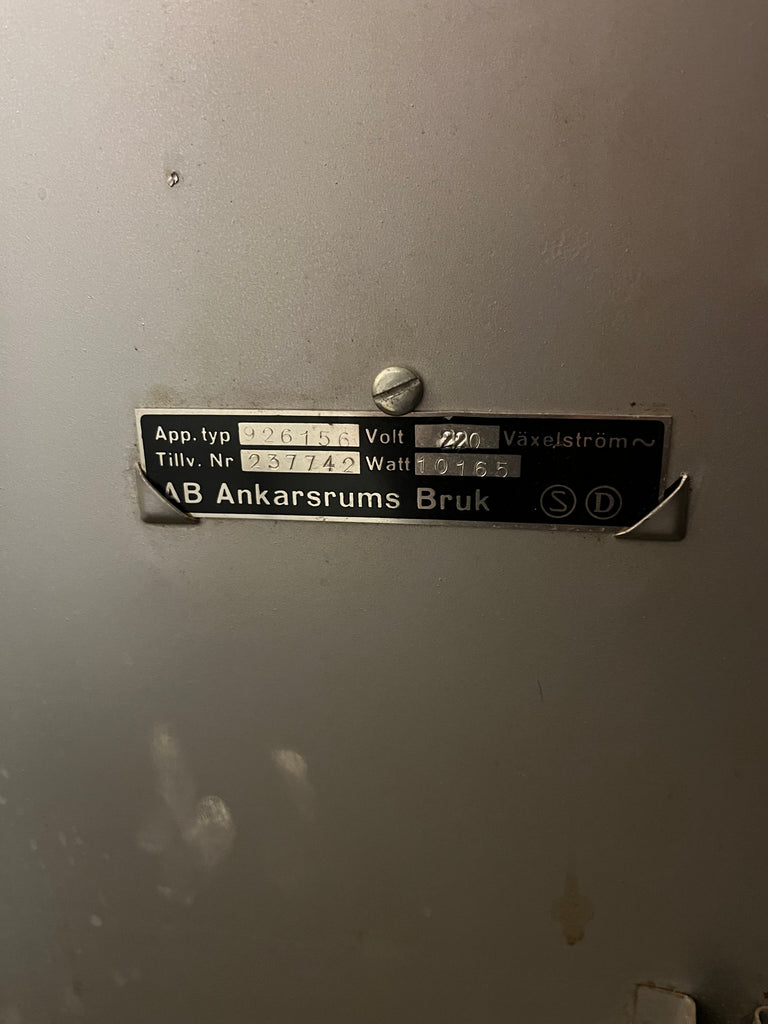 App. typ 926156 Volt 220 Växelström ~
Tillv. Nr 237742 Watt 10165
AB Ankarsrums Bruk S D